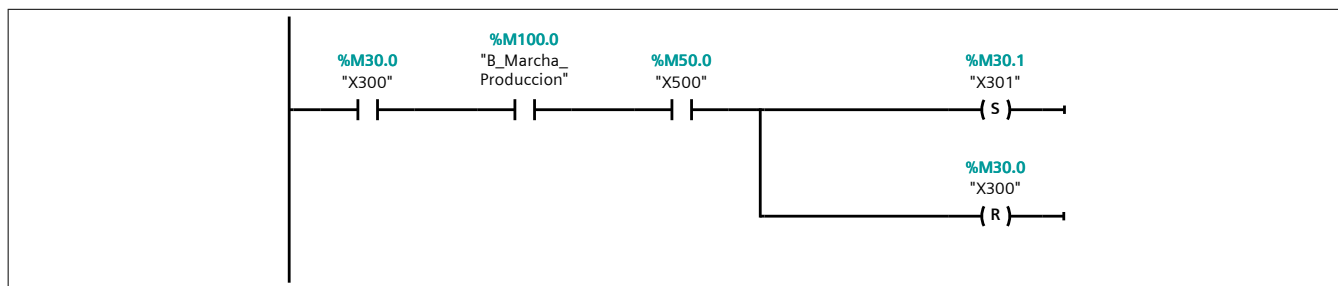 %M30.0
"X300"
%M100.0
"B_Marcha_
Produccion"
%M50.0
"X500"
%M30.1
"X301"
S
%M30.0
"X300"
R